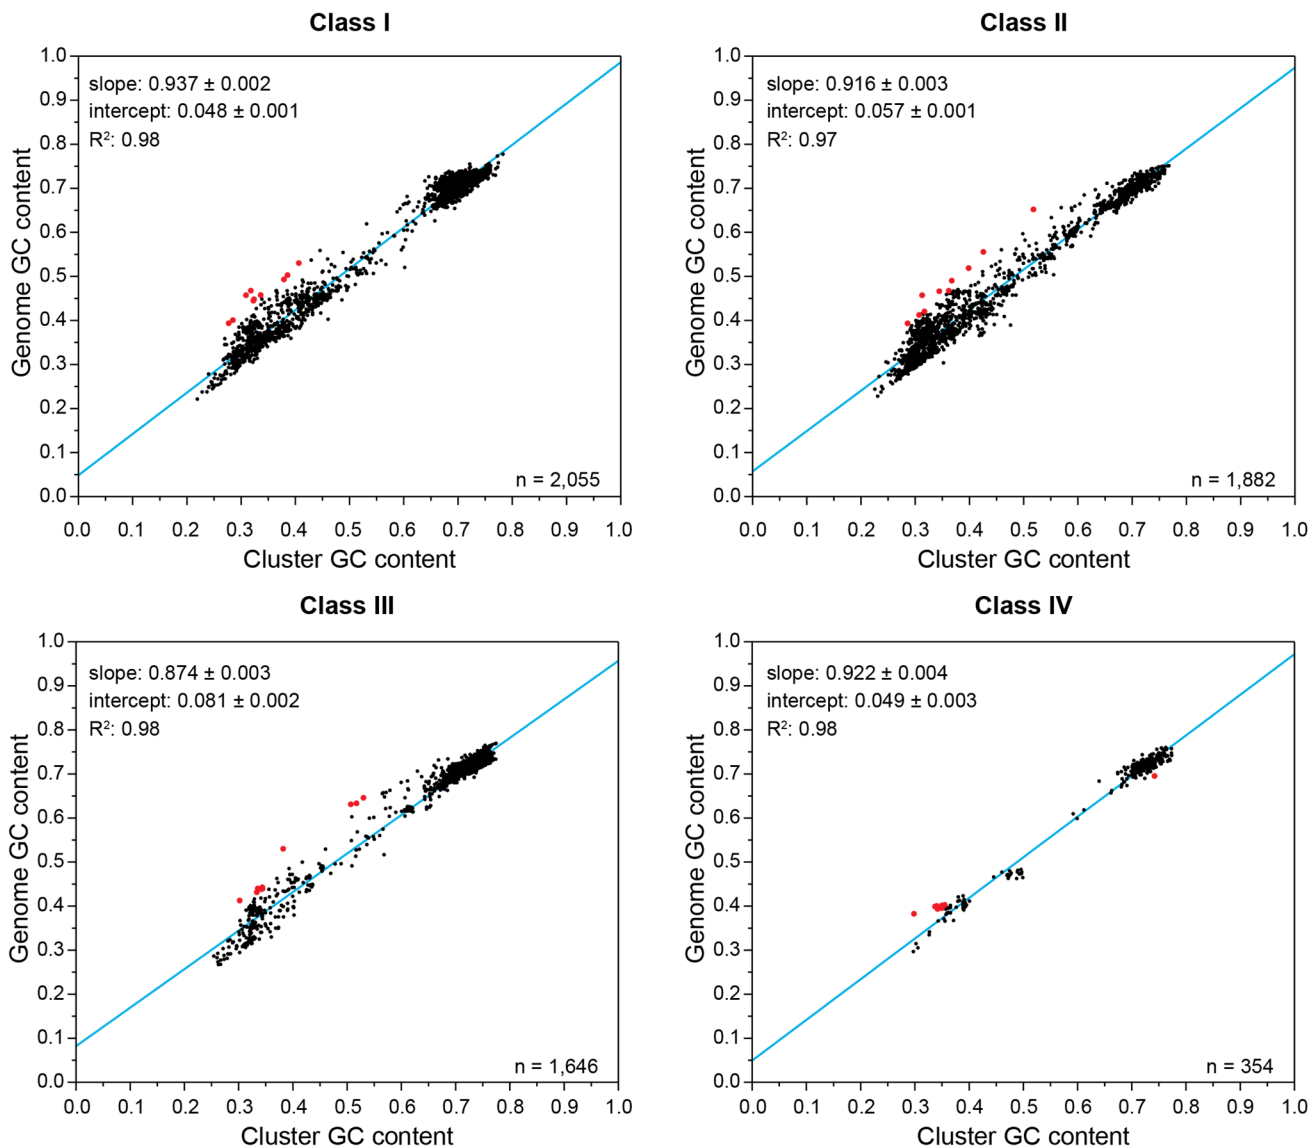 Class I
slope: 0.937 ± 0.002
intercept: 0.048 ± 0.001
R²: 0.98
1.0
0.9
0.8
0.7
0.6
0.5
0.4
0.3
0.2
0.1
0.0
Genome GC content
n = 2,055
0.0 0.1 0.2 0.3 0.4 0.5 0.6 0.7 0.8 0.9 1.0
Cluster GC content
Class II
slope: 0.916 ± 0.003
intercept: 0.057 ± 0.001
R²: 0.97
1.0
0.9
0.8
0.7
0.6
0.5
0.4
0.3
0.2
0.1
0.0
Genome GC content
n = 1,882
0.0 0.1 0.2 0.3 0.4 0.5 0.6 0.7 0.8 0.9 1.0
Cluster GC content
Class III
slope: 0.874 ± 0.003
intercept: 0.081 ± 0.002
R²: 0.98
1.0
0.9
0.8
0.7
0.6
0.5
0.4
0.3
0.2
0.1
0.0
Genome GC content
n = 1,646
0.0 0.1 0.2 0.3 0.4 0.5 0.6 0.7 0.8 0.9 1.0
Cluster GC content
Class IV
slope: 0.922 ± 0.004
intercept: 0.049 ± 0.003
R²: 0.98
1.0
0.9
0.8
0.7
0.6
0.5
0.4
0.3
0.2
0.1
0.0
Genome GC content
n = 354
0.0 0.1 0.2 0.3 0.4 0.5 0.6 0.7 0.8 0.9 1.0
Cluster GC content